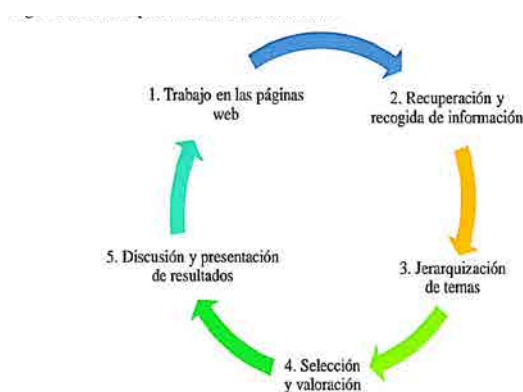 1. Trabajo en las páginas
web
2. Recuperación y
recogida de información
3. Jerarquización
de temas
4. Selección
y valoración
5. Discusión y presentación
de resultados